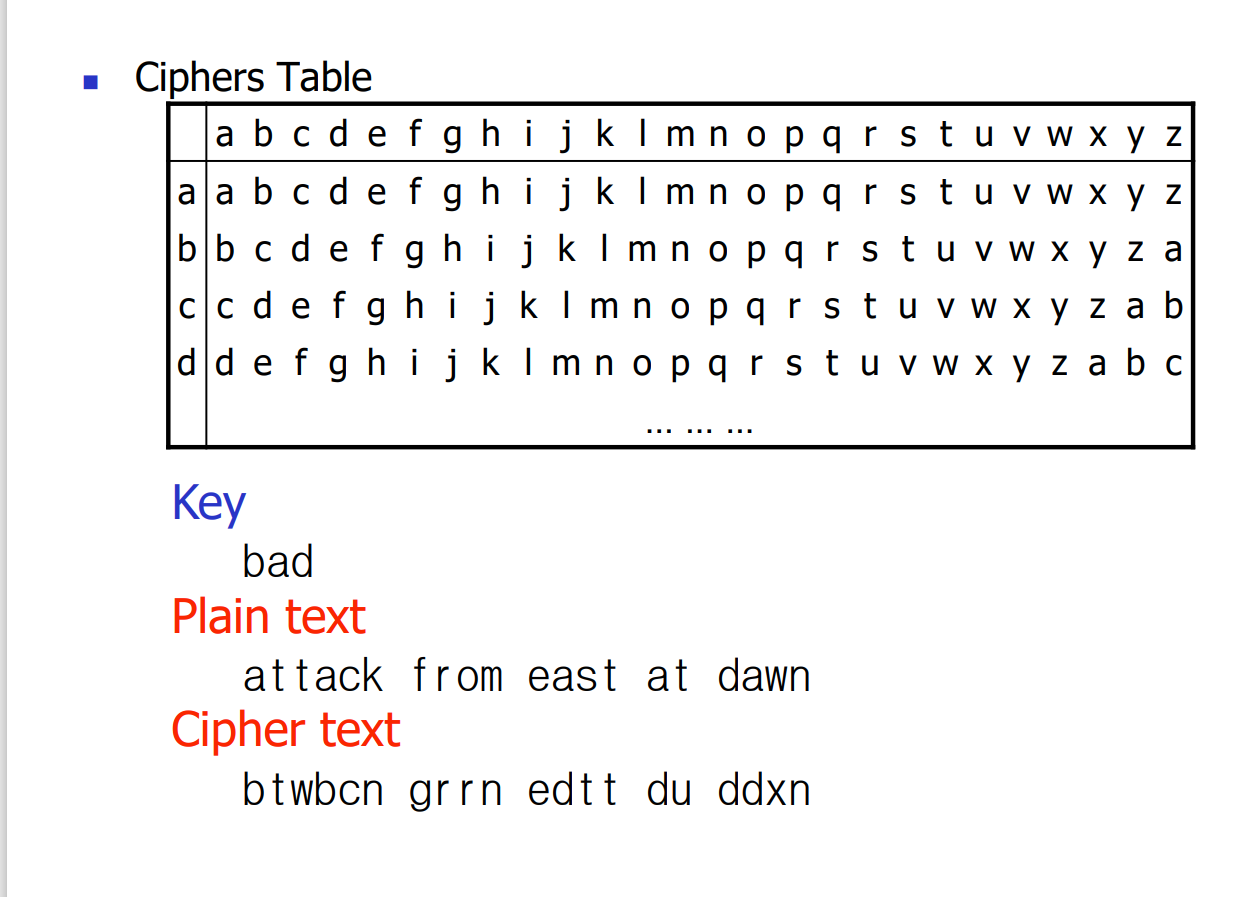 Ciphers Table
a b c d e f g h i j k l m n o p q r s t u v w x y z
a a b c d e f g h i j k l m n o p q r s t u v w x y z
b b c d e f g h i j k l m n o p q r s t u v w x y z a
c c d e f g h i j k l m n o p q r s t u v w x y z a b
d d e f g h i j k l m n o p q r s t u v w x y z a b c
... ... ...
Key
bad
Plain text
attack from east at dawn
Cipher text
btwbcn grrn edtt du ddxn